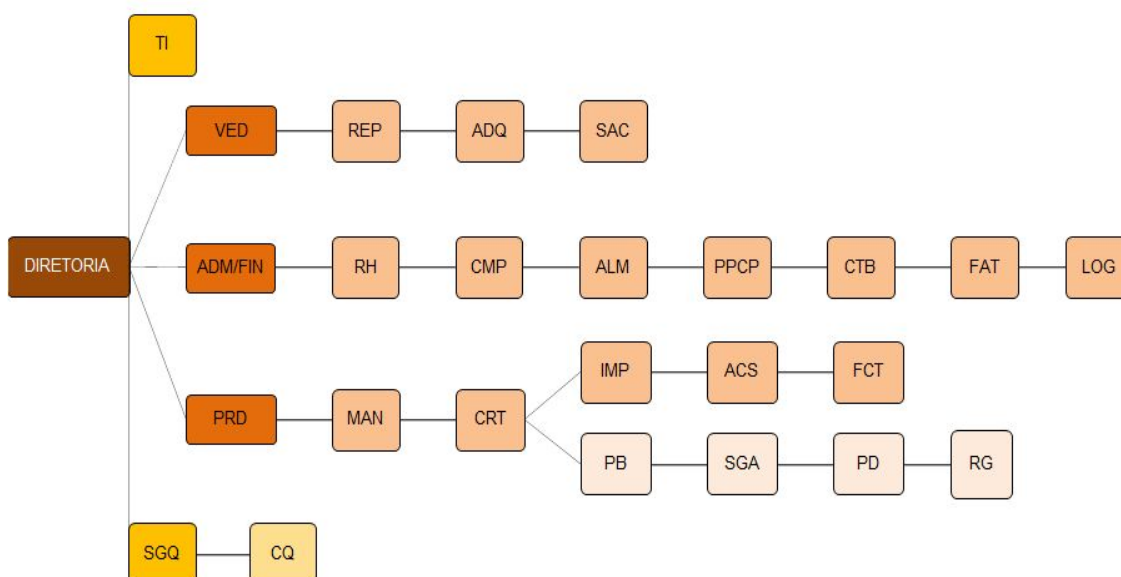 TI
VED
REP
ADQ
SAC
DIRETORIA
ADM/FIN
RH
CMP
ALM
PPCP
CTB
FAT
LOG
IMP
ACS
FCT
PRD
MAN
CRT
PB
SGA
PD
RG
SGQ
CQ